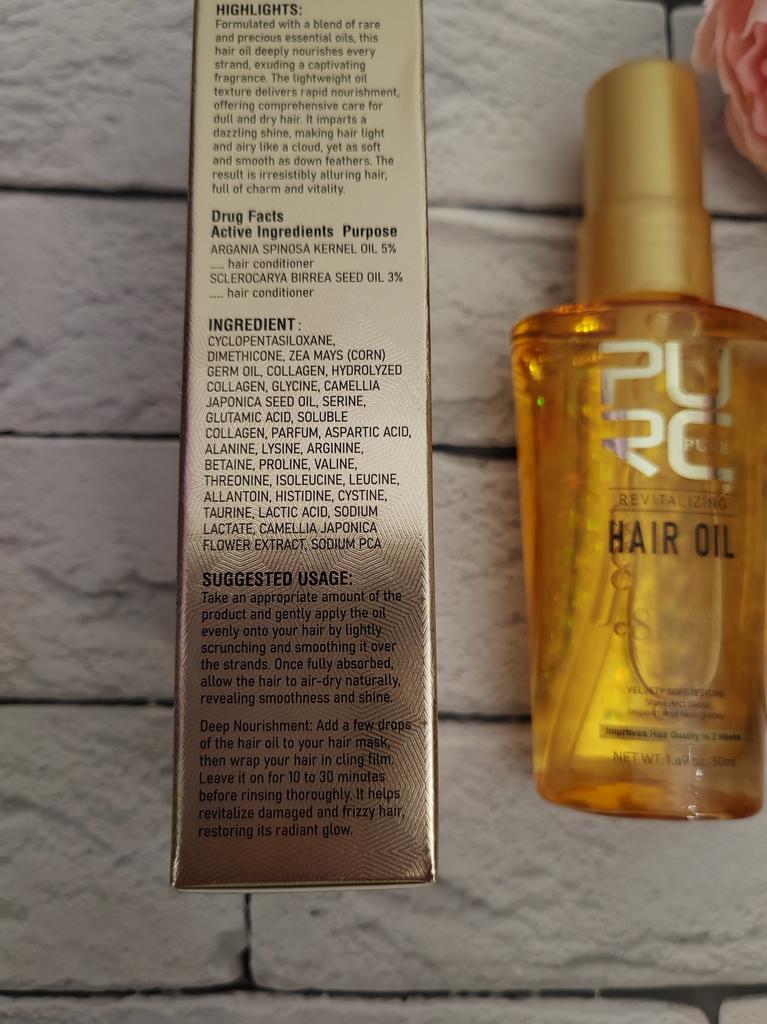 HIGHLIGHTS:
Formulated with a blend of rare
and precious essential oils, this
hair oil deeply nourishes every
strand, exuding a captivating
fragrance. The lightweight oil
texture delivers rapid nourishment,
offering comprehensive care for
dull and dry hair. It imparts a
dazzling shine, making hair light
and airy like a cloud, yet as soft
and smooth as down feathers. The
result is irresistibly alluring hair,
full of charm and vitality.
Drug Facts
Active Ingredients Purpose
ARGANIA SPINOSA KERNEL OIL 5%
...... hair conditioner
SCLEROCARYA BIRREA SEED OIL 3%
...... hair conditioner
INGREDIENT:
CYCLOPENTASILOXANE,
DIMETHICONE, ZEA MAYS (CORN)
GERM OIL, COLLAGEN, HYDROLYZED
COLLAGEN, GLYCINE, CAMELLIA
JAPONICA SEED OIL, SERINE,
GLUTAMIC ACID, SOLUBLE
COLLAGEN, PARFUM, ASPARTIC ACID,
ALANINE, LYSINE, ARGININE,
BETAINE, PROLINE, VALINE,
THREONINE, ISOLEUCINE, LEUCINE,
ALLANTOIN, HISTIDINE, CYSTINE,
TAURINE, LACTIC ACID, SODIUM
LACTATE, CAMELLIA JAPONICA
FLOWER EXTRACT, SODIUM PCA
SUGGESTED USAGE:
Take an appropriate amount of the
product and gently apply the oil
evenly onto your hair by lightly
scrunching and smoothing it over
the strands. Once fully absorbed,
allow the hair to air-dry naturally,
revealing smoothness and shine.
Deep Nourishment: Add a few drops
of the hair oil to your hair mask,
then wrap your hair in cling film.
Leave it on for 10 to 30 minutes
before rinsing thoroughly. It helps
revitalize damaged and frizzy hair,
restoring its radiant glow.
PU
RC
PURE
REVITALIZING
HAIR OIL
VELVETY SOFT TEXTURE
Shine And Gloss
Smooth And Nongreasy
Improves Hair Quality in 2 Weeks
NET WT: 1.69 oz./50ml